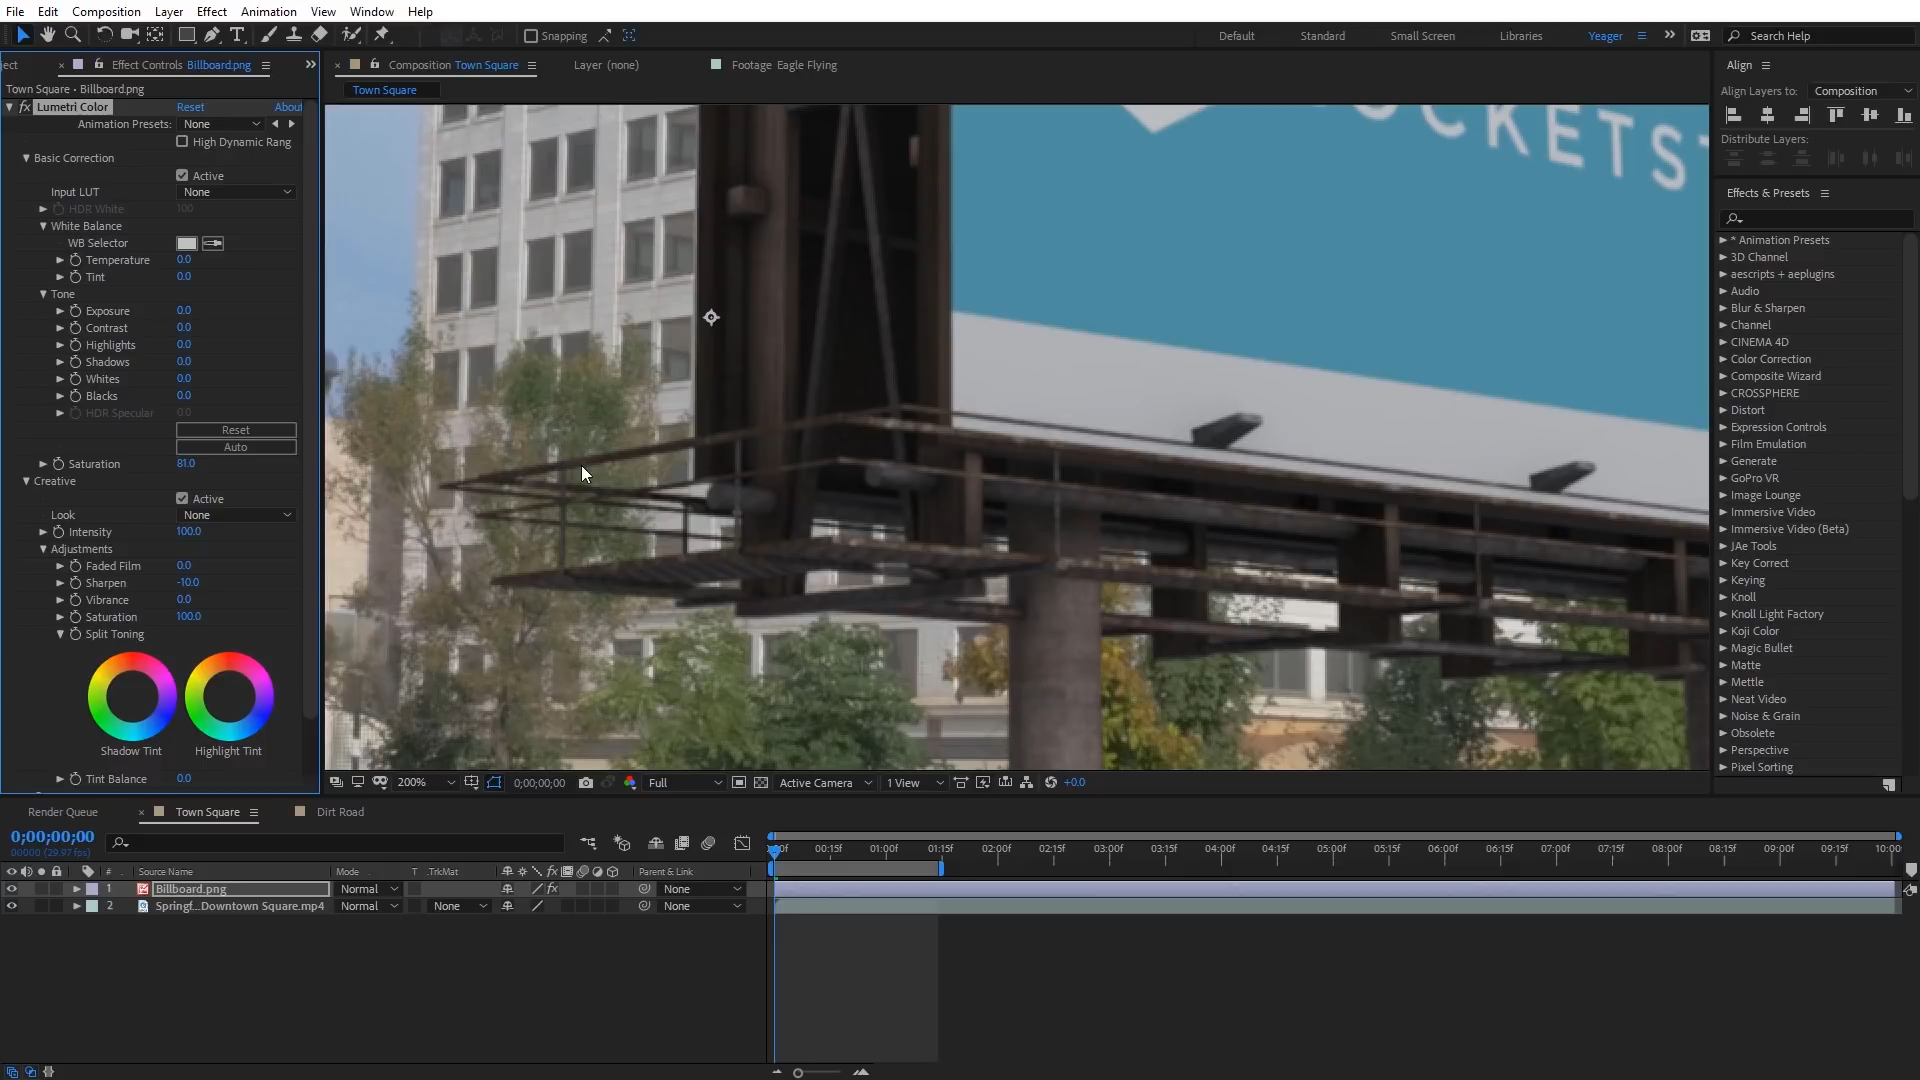 File Edit Composition Layer Effect Animation View Window Help
Snapping
Default Standard Small Screen Libraries Yeager Search Help
ject Effect Controls Billboard.png
Composition Town Square Layer (none) Footage Eagle Flying
Align
Town Square • Billboard.png
Town Square
Align Layers to: Composition
Lumetri Color Reset About
Animation Presets: None
High Dynamic Rang
Distribute Layers:
Basic Correction
Active
Input LUT None
HDR White 100
White Balance
WB Selector
Temperature 0.0
Tint 0.0
Tone
Exposure 0.0
Contrast 0.0
Highlights 0.0
Shadows 0.0
Whites 0.0
Blacks 0.0
HDR Specular 0.0
Reset
Auto
Saturation 81.0
Creative
Active
Look None
Intensity 100.0
Adjustments
Faded Film 0.0
Sharpen -10.0
Vibrance 0.0
Saturation 100.0
Split Toning
Shadow Tint Highlight Tint
Tint Balance 0.0
OCKETST
Effects & Presets
* Animation Presets
3D Channel
aescripts + aeplugins
Audio
Blur & Sharpen
Channel
CINEMA 4D
Color Correction
Composite Wizard
CROSSPHERE
Distort
Expression Controls
Film Emulation
Generate
GoPro VR
Image Lounge
Immersive Video
Immersive Video (Beta)
JAe Tools
Key Correct
Keying
Knoll
Knoll Light Factory
Koji Color
Magic Bullet
Matte
Mettle
Neat Video
Noise & Grain
Obsolete
Perspective
Pixel Sorting
200% 0;00;00;00 Full Active Camera 1 View +0.0
Render Queue Town Square Dirt Road
0;00;00;00
00000 (29.97 fps)
:00f 00:15f 01:00f 01:15f 02:00f 02:15f 03:00f 03:15f 04:00f 04:15f 05:00f 05:15f 06:00f 06:15f 07:00f 07:15f 08:00f 08:15f 09:00f 09:15f 10:00
# Source Name Mode T .TrkMat Parent & Link
1 Billboard.png Normal None
2 Springf...Downtown Square.mp4 Normal None None